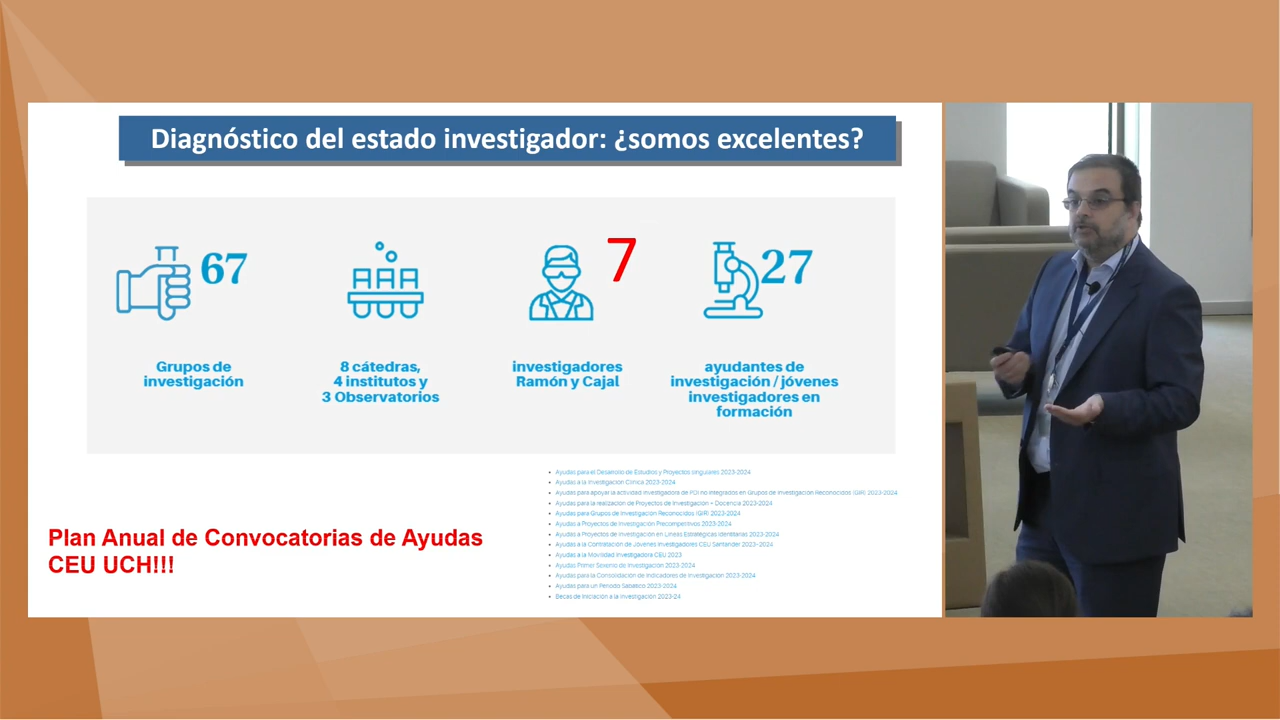 Diagnóstico del estado investigador: ¿somos excelentes?
67
Grupos de
investigación
8 cátedras,
4 institutos y
3 Observatorios
7
investigadores
Ramón y Cajal
27
ayudantes de
investigación / jóvenes
investigadores en
formación
Plan Anual de Convocatorias de Ayudas
CEU UCH!!!
• Ayudas para el Desarrollo de Estudios y Proyectos singulares 2023-2024
• Ayudas a la Investigación Clínica 2023-2024
• Ayudas para apoyar la actividad investigadora de PDI no integrados en Grupos de Investigación Reconocidos (GIR) 2023-2024
• Ayudas para la realización de Proyectos de Investigación – Docencia 2023-2024
• Ayudas para Grupos de Investigación Reconocidos (GIR) 2023-2024
• Ayudas a Proyectos de Investigación Precompetitivos 2023-2024
• Ayudas a Proyectos de Investigación en Líneas Estratégicas Identitarias 2023-2024
• Ayudas a la Contratación de Jóvenes Investigadores CEU Santander 2023-2024
• Ayudas a la Movilidad Investigadora CEU 2023
• Ayudas Primer Sexenio de Investigación 2023-2024
• Ayudas para la Consolidación de Indicadores de Investigación 2023-2024
• Ayudas para un Periodo Sabático 2023-2024
• Becas de Iniciación a la Investigación 2023-24